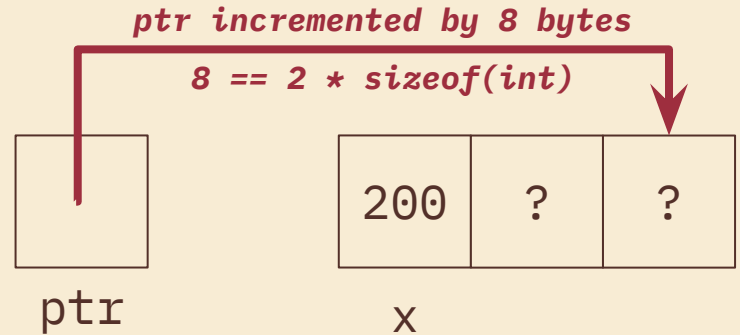 ptr incremented by 8 bytes
8 == 2 * sizeof(int)
200 ? ?
ptr x